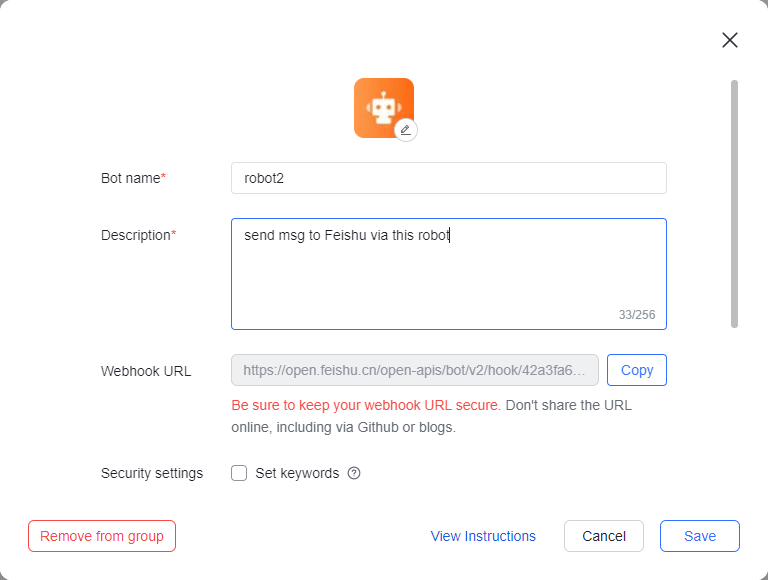 Bot name*
robot2
Description*
send msg to Feishu via this robot
33/256
Webhook URL
https://open.feishu.cn/open-apis/bot/v2/hook/42a3fa6...
Copy
Be sure to keep your webhook URL secure. Don't share the URL
online, including via Github or blogs.
Security settings
Set keywords
Remove from group
View Instructions
Cancel
Save